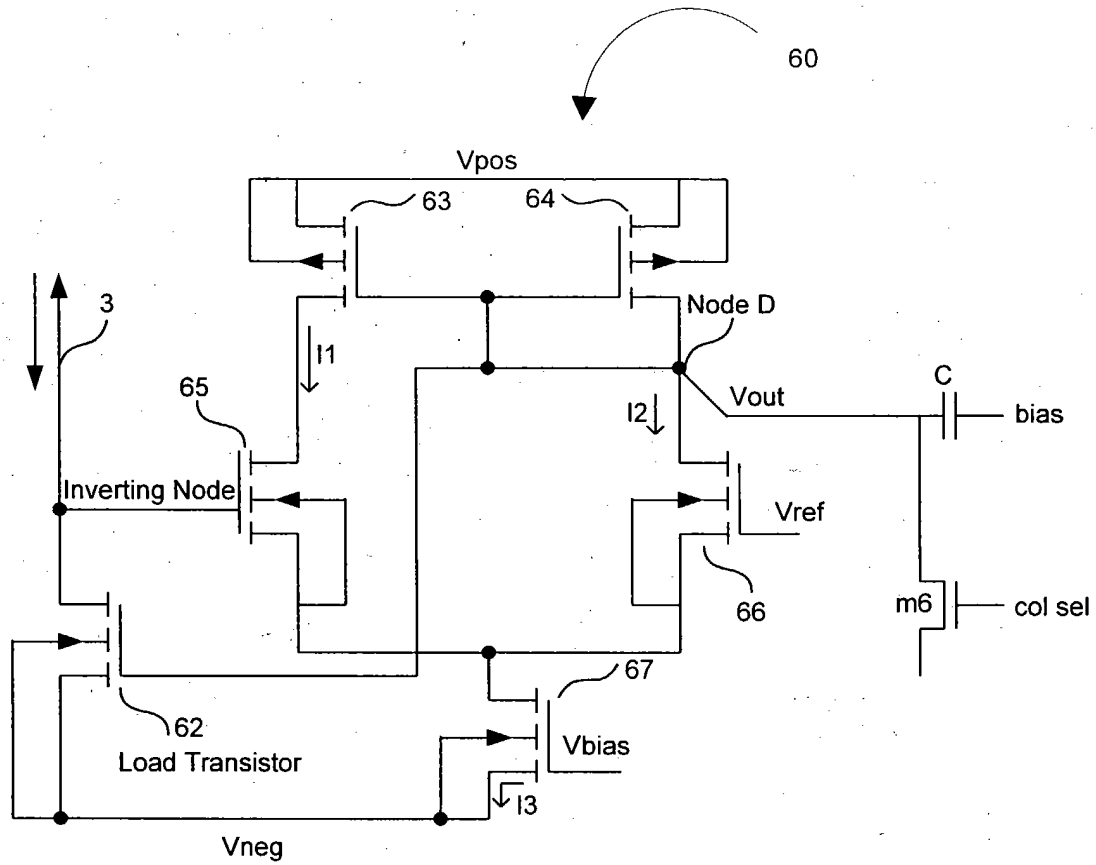 60
Vpos
63
64
3
Node D
I1
65
C
Vout
bias
I2
Inverting Node
Vref
66
m6
col sel
67
62
Vbias
Load Transistor
I3
Vneg